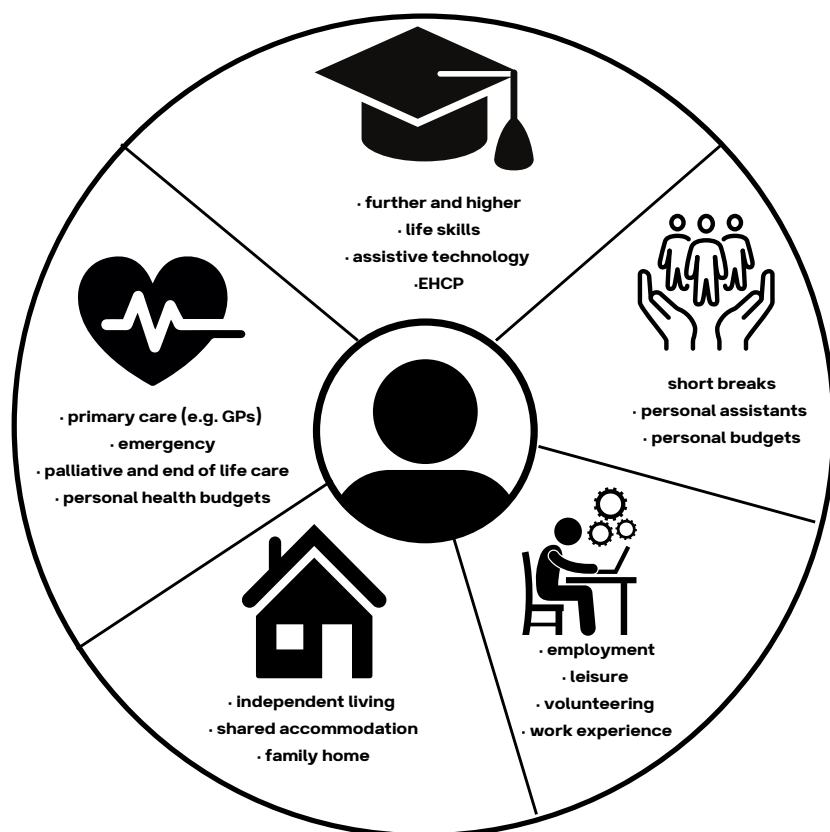 · further and higher
· life skills
· assistive technology
·EHCP
short breaks
· personal assistants
· personal budgets
· primary care (e.g. GPs)
· emergency
· palliative and end of life care
· personal health budgets
· employment
· leisure
· volunteering
· work experience
· independent living
· shared accommodation
· family home